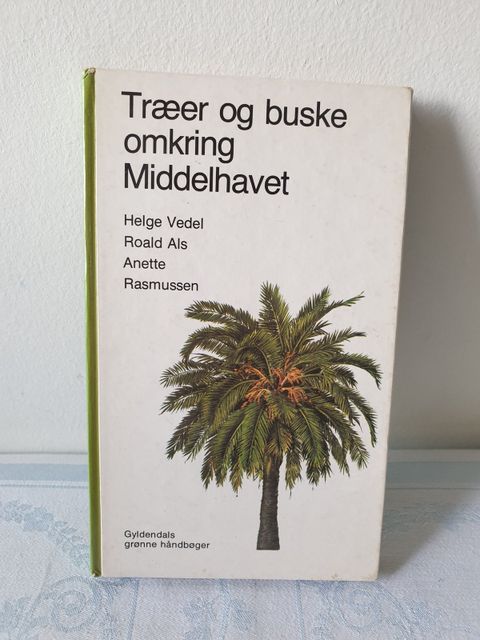 Træer og buske
omkring
Middelhavet
Helge Vedel
Roald Als
Anette
Rasmussen
Gyldendals
grønne håndbøger